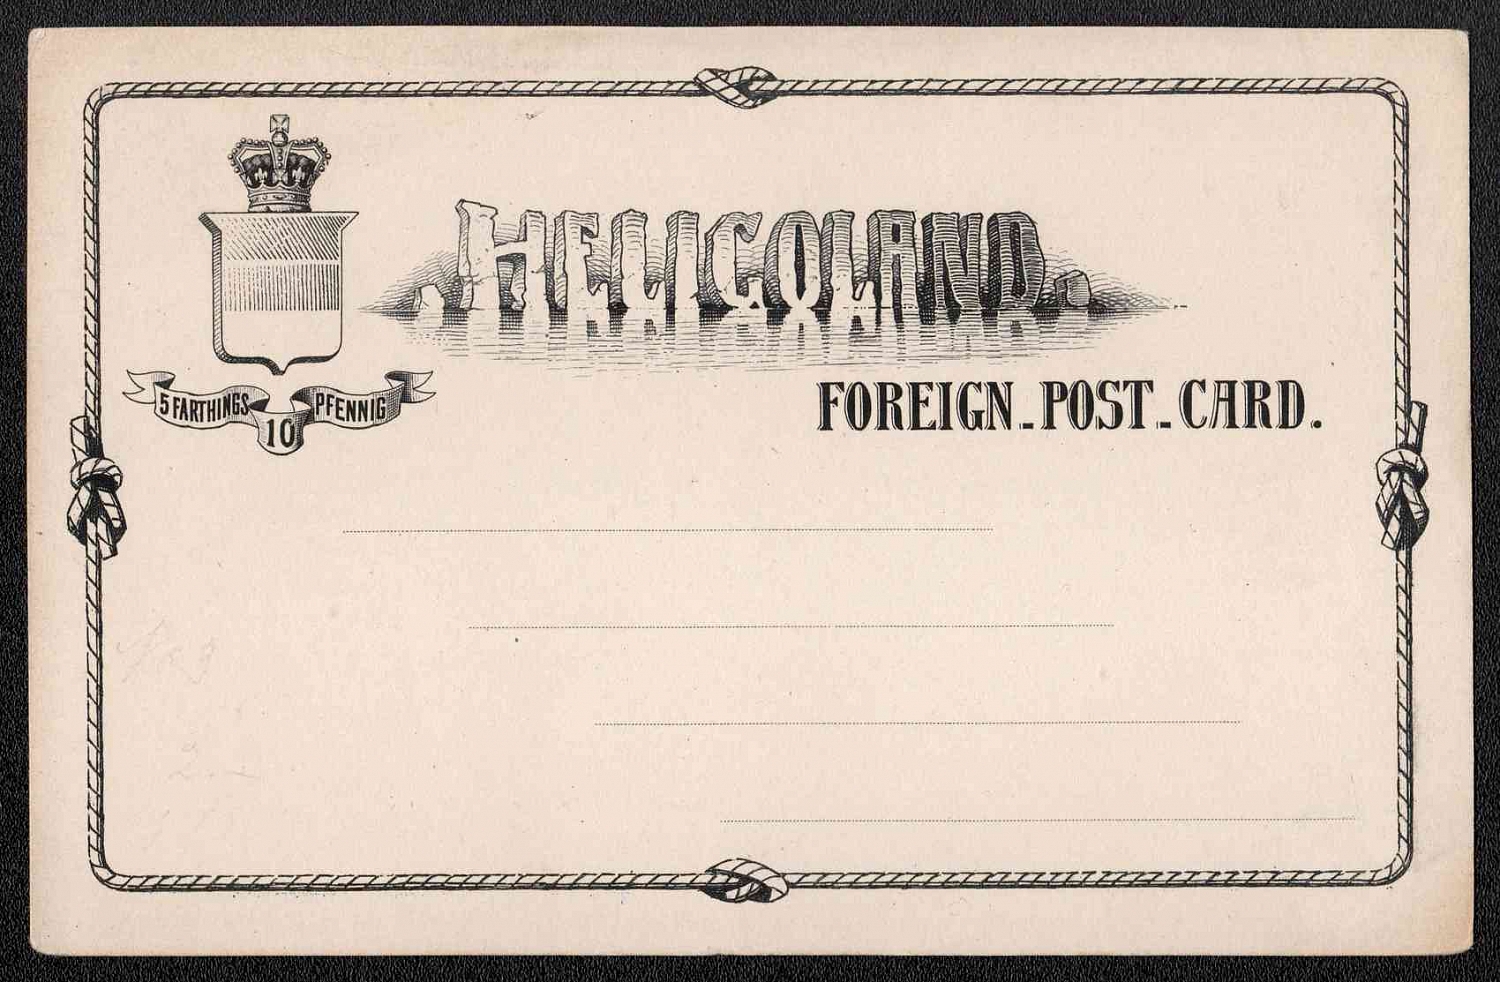 HELIGOLAND.
5 FARTHINGS 10 PFENNIG
FOREIGN_POST_CARD.